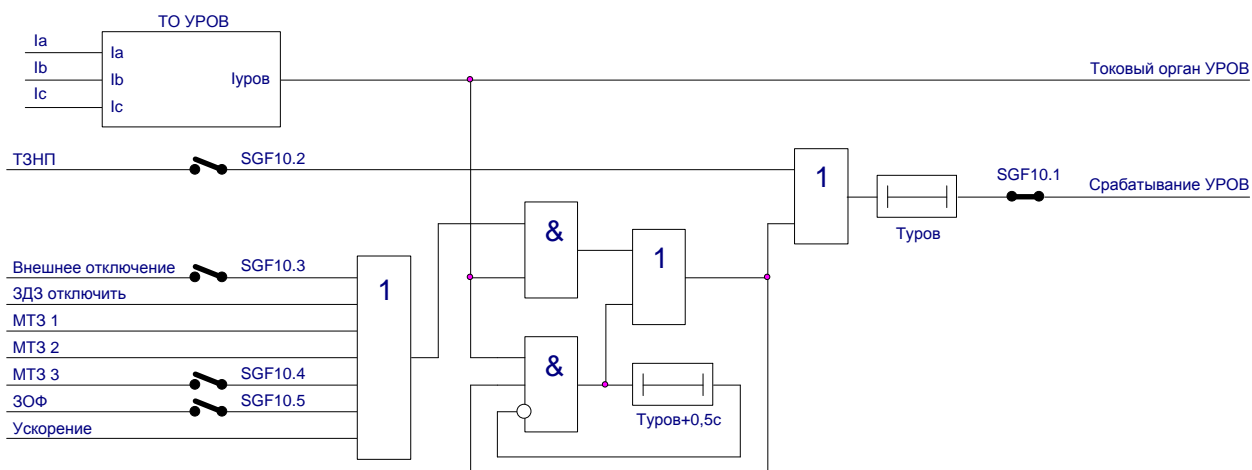 ТО УРОВ
Ia
Ib
Ic
Ia
Ib
Ic
Iуров
Токовый орган УРОВ
ТЗНП
SGF10.2
1
SGF10.1
Срабатывание УРОВ
Туров
&
1
Внешнее отключение
SGF10.3
ЗДЗ отключить
МТЗ 1
МТЗ 2
МТЗ 3
SGF10.4
ЗОФ
SGF10.5
Ускорение
1
&
Туров+0,5с